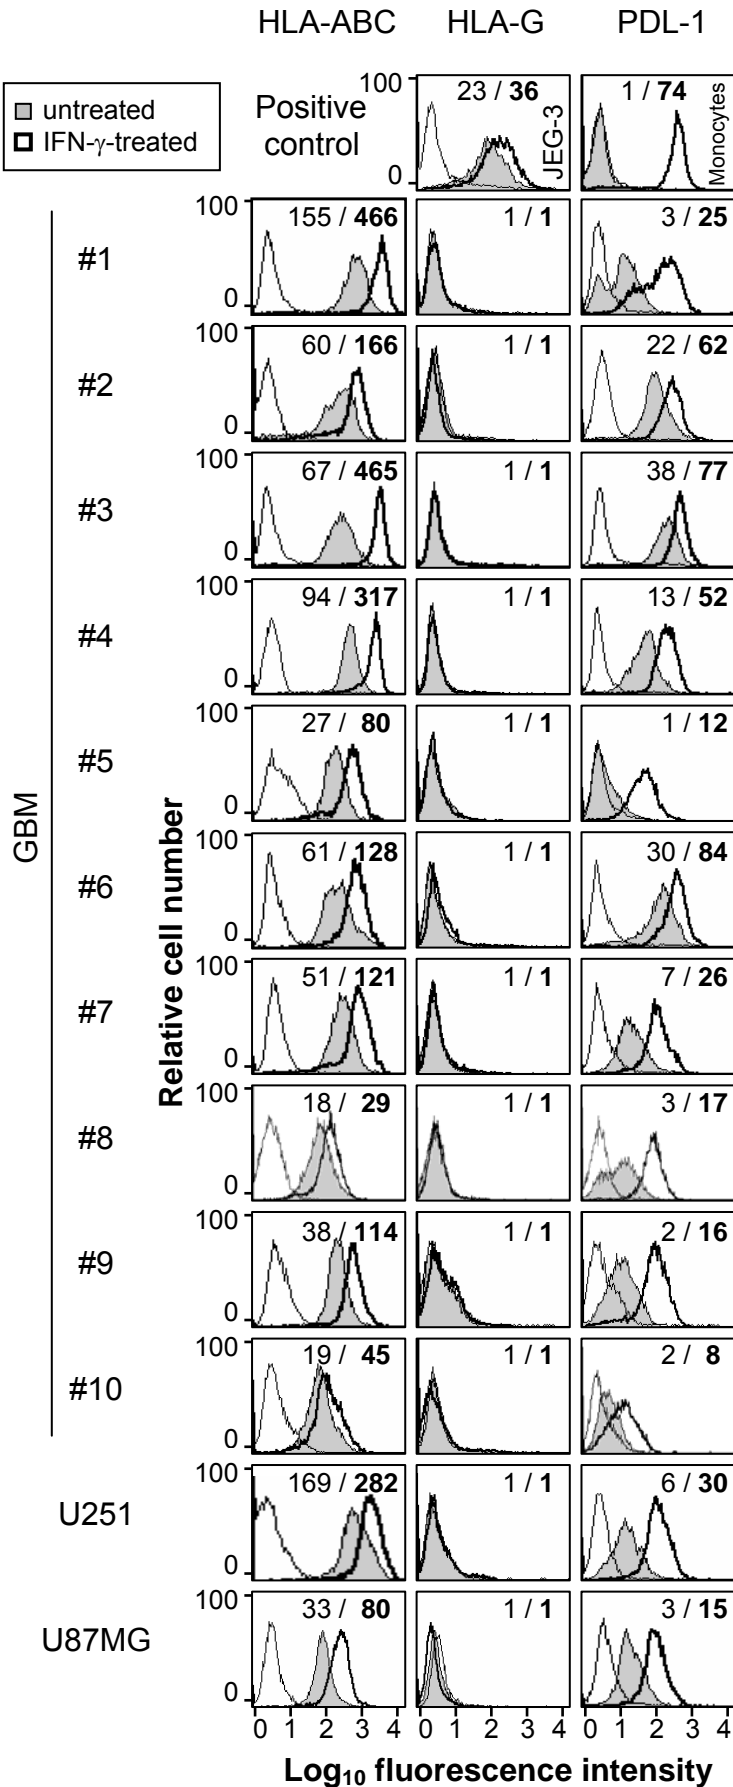 HLA-ABC HLA-G PDL-1
untreated
IFN-γ-treated
Positive
control
100
0
23 / 36
JEG-3
1 / 74
Monocytes
GBM
Relative cell number
#1
100
0
155 / 466
1 / 1
3 / 25
#2
100
0
60 / 166
1 / 1
22 / 62
#3
100
0
67 / 465
1 / 1
38 / 77
#4
100
0
94 / 317
1 / 1
13 / 52
#5
100
0
27 / 80
1 / 1
1 / 12
#6
100
0
61 / 128
1 / 1
30 / 84
#7
100
0
51 / 121
1 / 1
7 / 26
#8
100
0
18 / 29
1 / 1
3 / 17
#9
100
0
38 / 114
1 / 1
2 / 16
#10
100
0
19 / 45
1 / 1
2 / 8
U251
100
0
169 / 282
1 / 1
6 / 30
U87MG
100
0
33 / 80
1 / 1
3 / 15
0 1 2 3 4 0 1 2 3 4 0 1 2 3 4
Log₁₀ fluorescence intensity